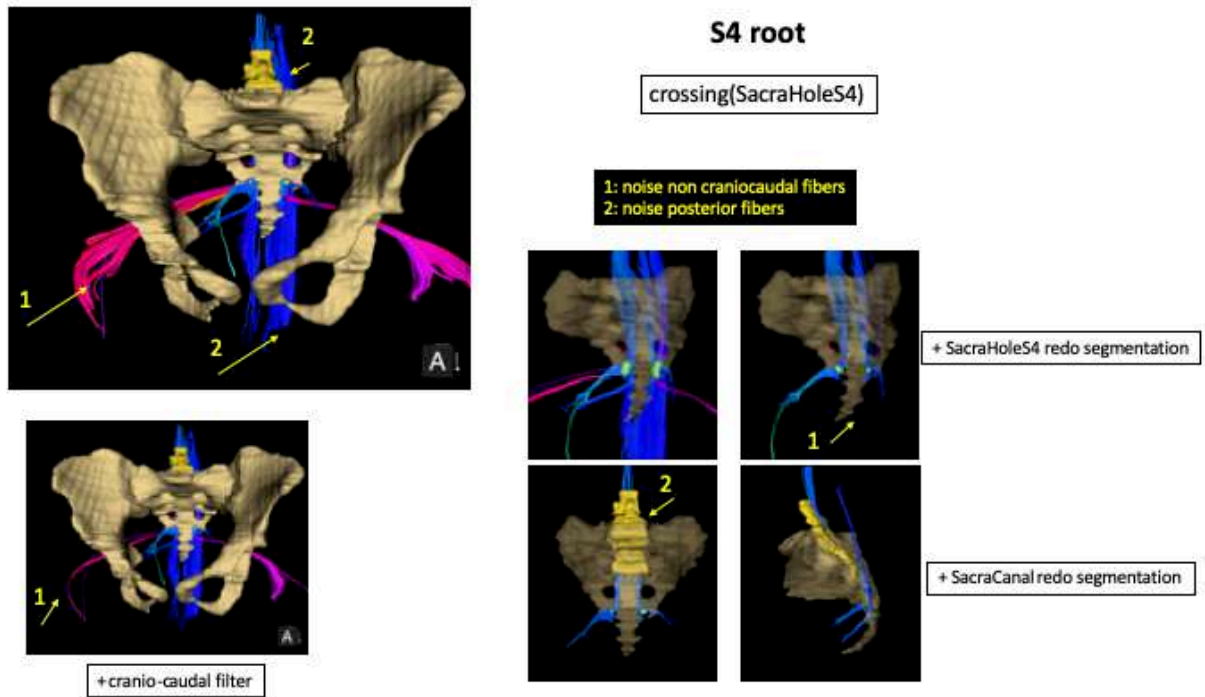 S4 root
crossing(SacraHoleS4)
2
1
2
A
1: noise non craniocaudal fibers
2: noise posterior fibers
+ SacraHoleS4 redo segmentation
1
2
+ SacraCanal redo segmentation
1
A
+cranio-caudal filter